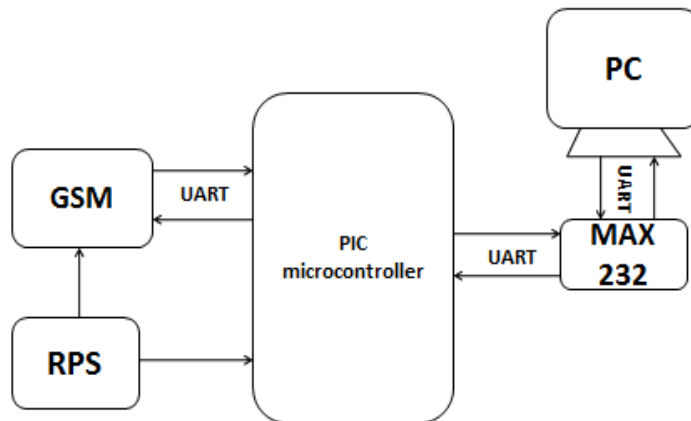 PC
GSM
UART
UART
PIC
microcontroller
MAX
232
UART
RPS